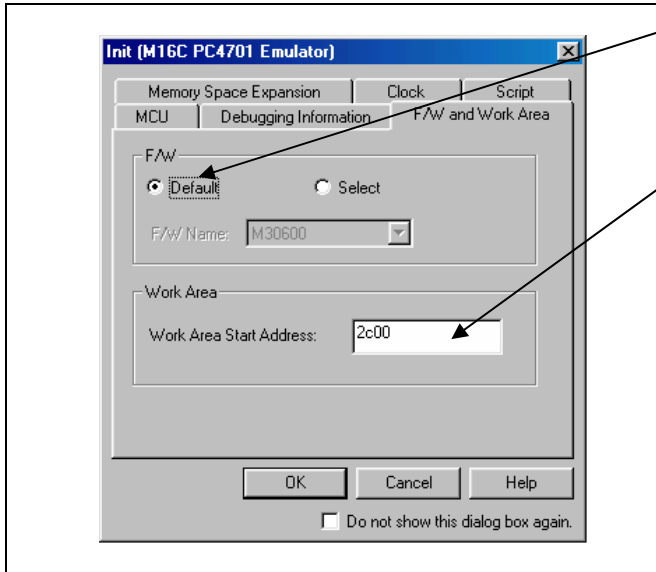 Init (M16C PC4701 Emulator)
Memory Space Expansion Clock Script
MCU Debugging Information F/W and Work Area
F/W
Default Select
F/W Name: M30600
Work Area
Work Area Start Address: 2c00
OK Cancel Help
Do not show this dialog box again.